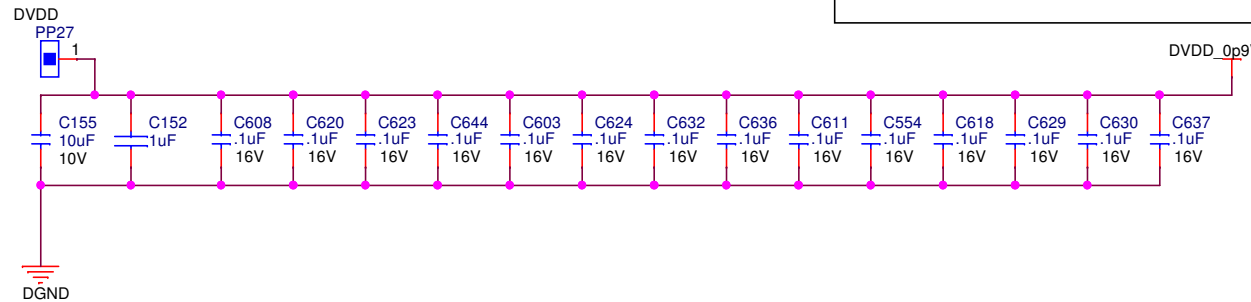 DVDD
PP27
1
DVDD_0p9
C155
10uF
10V
C152
1uF
C608
.1uF
16V
C620
.1uF
16V
C623
.1uF
16V
C644
.1uF
16V
C603
.1uF
16V
C624
.1uF
16V
C632
.1uF
16V
C636
.1uF
16V
C611
.1uF
16V
C554
.1uF
16V
C618
.1uF
16V
C629
.1uF
16V
C630
.1uF
16V
C637
.1uF
16V
DGND